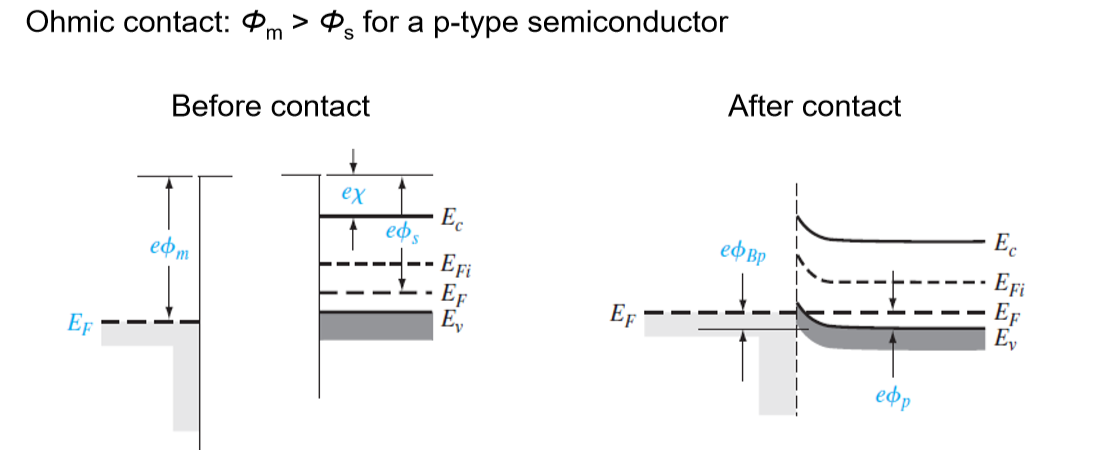 Ohmic contact: Φm > Φs for a p-type semiconductor
Before contact
After contact
eχ
Ec
eϕs
eϕm
EFi
EF
Ev
EF
eϕBp
Ec
EFi
EF
EF
Ev
eϕp